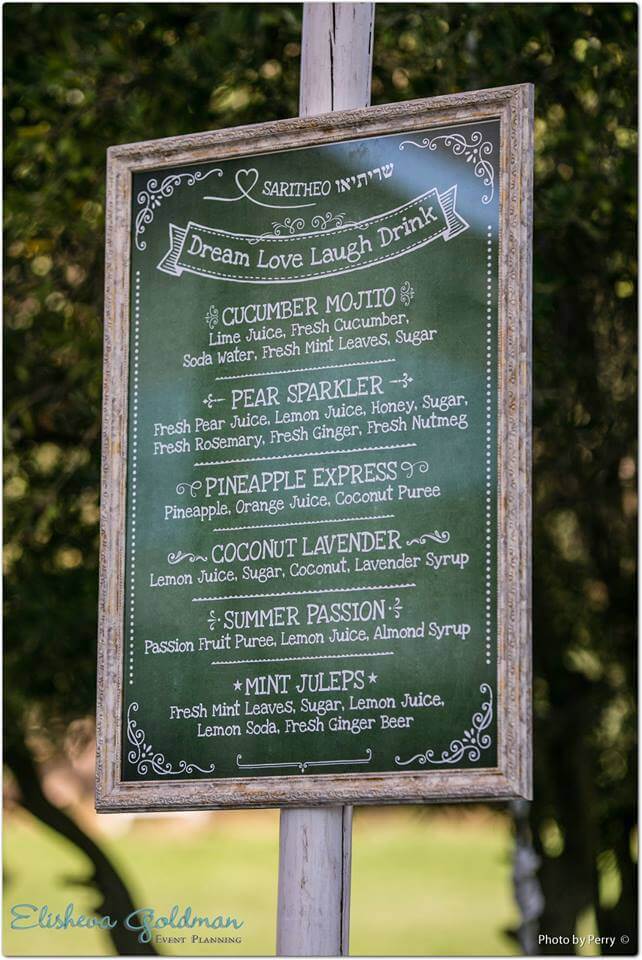 SARITHEO שריתיאו
Dream Love Laugh Drink
CUCUMBER MOJITO
Lime Juice, Fresh Cucumber,
Soda Water, Fresh Mint Leaves, Sugar
PEAR SPARKLER
Fresh Pear Juice, Lemon Juice, Honey, Sugar,
Fresh Rosemary, Fresh Ginger, Fresh Nutmeg
PINEAPPLE EXPRESS
Pineapple, Orange Juice, Coconut Puree
COCONUT LAVENDER
Lemon Juice, Sugar, Coconut, Lavender Syrup
SUMMER PASSION
Passion Fruit Puree, Lemon Juice, Almond Syrup
MINT JULEPS
Fresh Mint Leaves, Sugar, Lemon Juice,
Lemon Soda, Fresh Ginger Beer
Elisheva Goldman
EVENT PLANNING
Photo by Perry ©